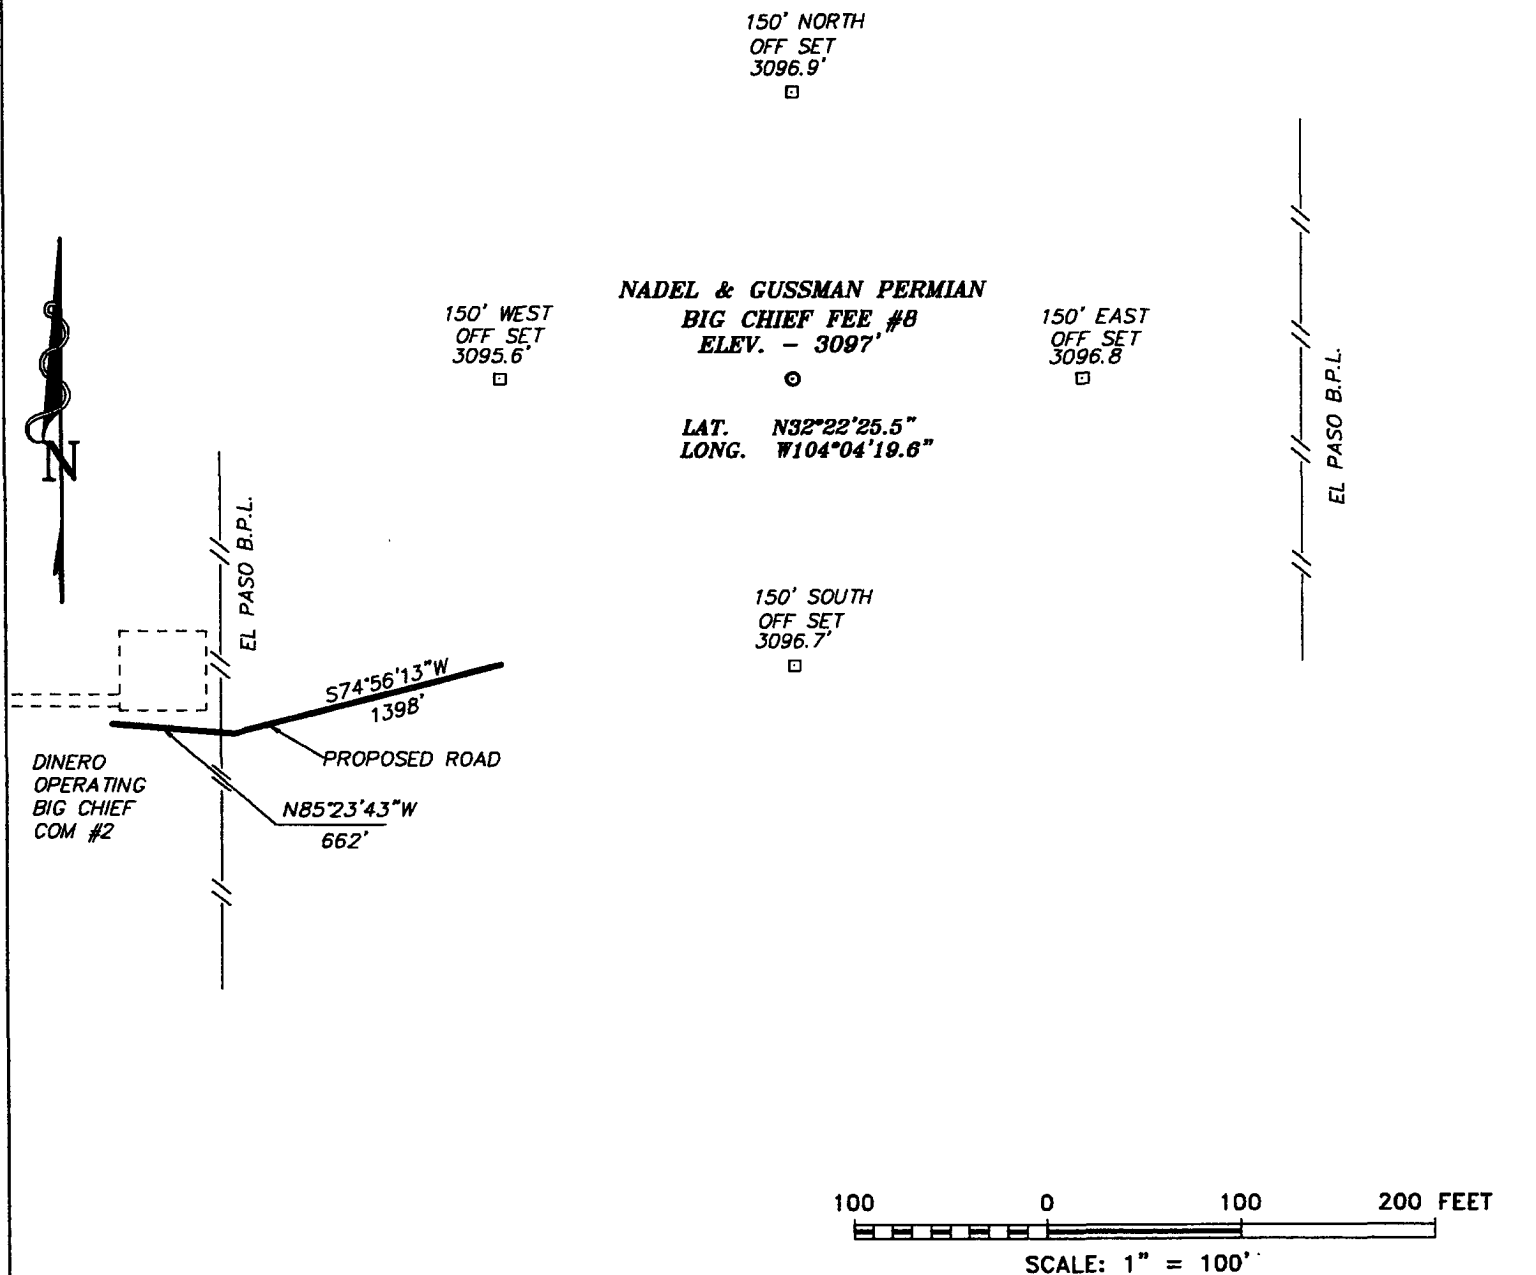 150' NORTH
OFF SET
3096.9'
NADEL & GUSSMAN PERMIAN
BIG CHIEF FEE #8
ELEV. - 3097'
150' WEST
OFF SET
3095.6'
150' EAST
OFF SET
3096.8
LAT. N32°22'25.5"
LONG. W104°04'19.6"
EL PASO B.P.L.
N
EL PASO B.P.L.
150' SOUTH
OFF SET
3096.7'
S74°56'13"W
1398'
PROPOSED ROAD
DINERO
OPERATING
BIG CHIEF
COM #2
N85°23'43"W
662'
100 0 100 200 FEET
SCALE: 1" = 100'